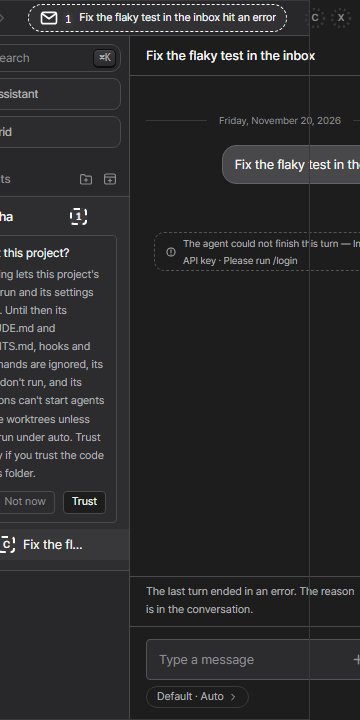 1 Fix the flaky test in the inbox hit an error
C X
earch ⌘K
ssistant
rid
ts
ha 1
t this project?
ing lets this project's
run and its settings
. Until then its
UDE.md and
NTS.md, hooks and
mands are ignored, its
don't run, and its
ons can't start agents
e worktrees unless
run under auto. Trust
y if you trust the code
s folder.
Not now Trust
C Fix the fl...
Fix the flaky test in the inbox
Friday, November 20, 2026
Fix the flaky test in the
The agent could not finish this turn — In
API key · Please run /login
The last turn ended in an error. The reason
is in the conversation.
Type a message +
Default · Auto >